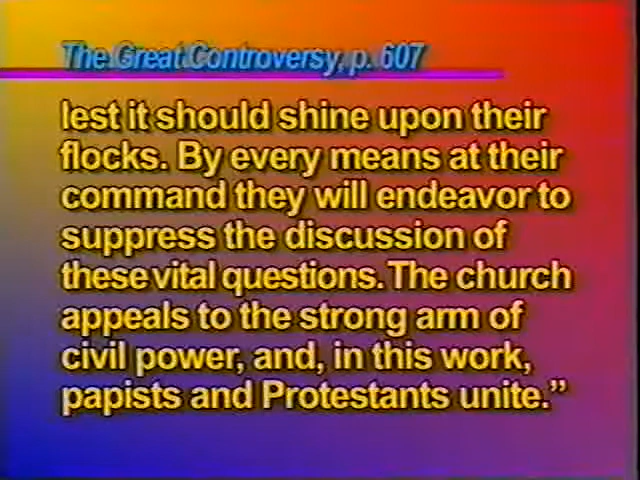 The Great Controversy, p. 607
lest it should shine upon their
flocks. By every means at their
command they will endeavor to
suppress the discussion of
these vital questions. The church
appeals to the strong arm of
civil power, and, in this work,
papists and Protestants unite.”